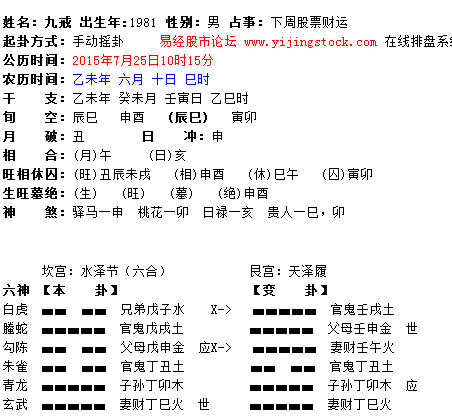 姓名：九戒 出生年:1981 性别：男 占事：下周股票财运
起卦方式：手动摇卦 易经股市论坛 www.yijingstock.com 在线排盘系
公历时间：2015年7月25日10时15分
农历时间：乙未年 六月 十日 巳时
干 支：乙未年 癸未月 壬寅日 乙巳时
旬 空：辰巳 申酉 (辰巳) 寅卯
月 破：丑 日 冲：申
相 合：(月)午 (日)亥
旺相休囚：(旺)丑辰未戌 (相)申酉 (休)巳午 (囚)寅卯
生旺墓绝：(生) (旺) (墓) (绝)申酉
神 煞：驿马—申 桃花—卯 日禄—亥 贵人—巳，卯
坎宫：水泽节（六合） 艮宫：天泽履
六神 【本 卦】 【变 卦】
白虎 兄弟戊子水 X-> 官鬼壬戌土
螣蛇 官鬼戊戌土 父母壬申金 世
勾陈 父母戊申金 应X-> 妻财壬午火
朱雀 官鬼丁丑土 官鬼丁丑土
青龙 子孙丁卯木 子孙丁卯木 应
玄武 妻财丁巳火 世 妻财丁巳火